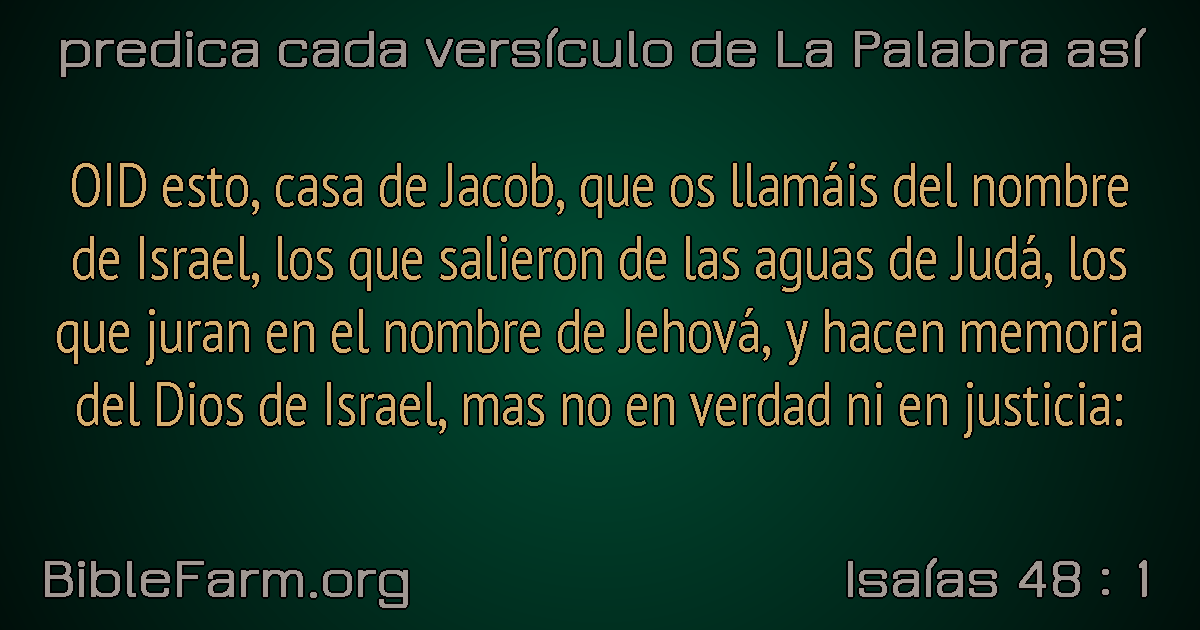 predica cada versículo de La Palabra así
OID esto, casa de Jacob, que os llamáis del nombre
de Israel, los que salieron de las aguas de Judá, los
que juran en el nombre de Jehová, y hacen memoria
del Dios de Israel, mas no en verdad ni en justicia:
BibleFarm.org
Isaías 48 : 1